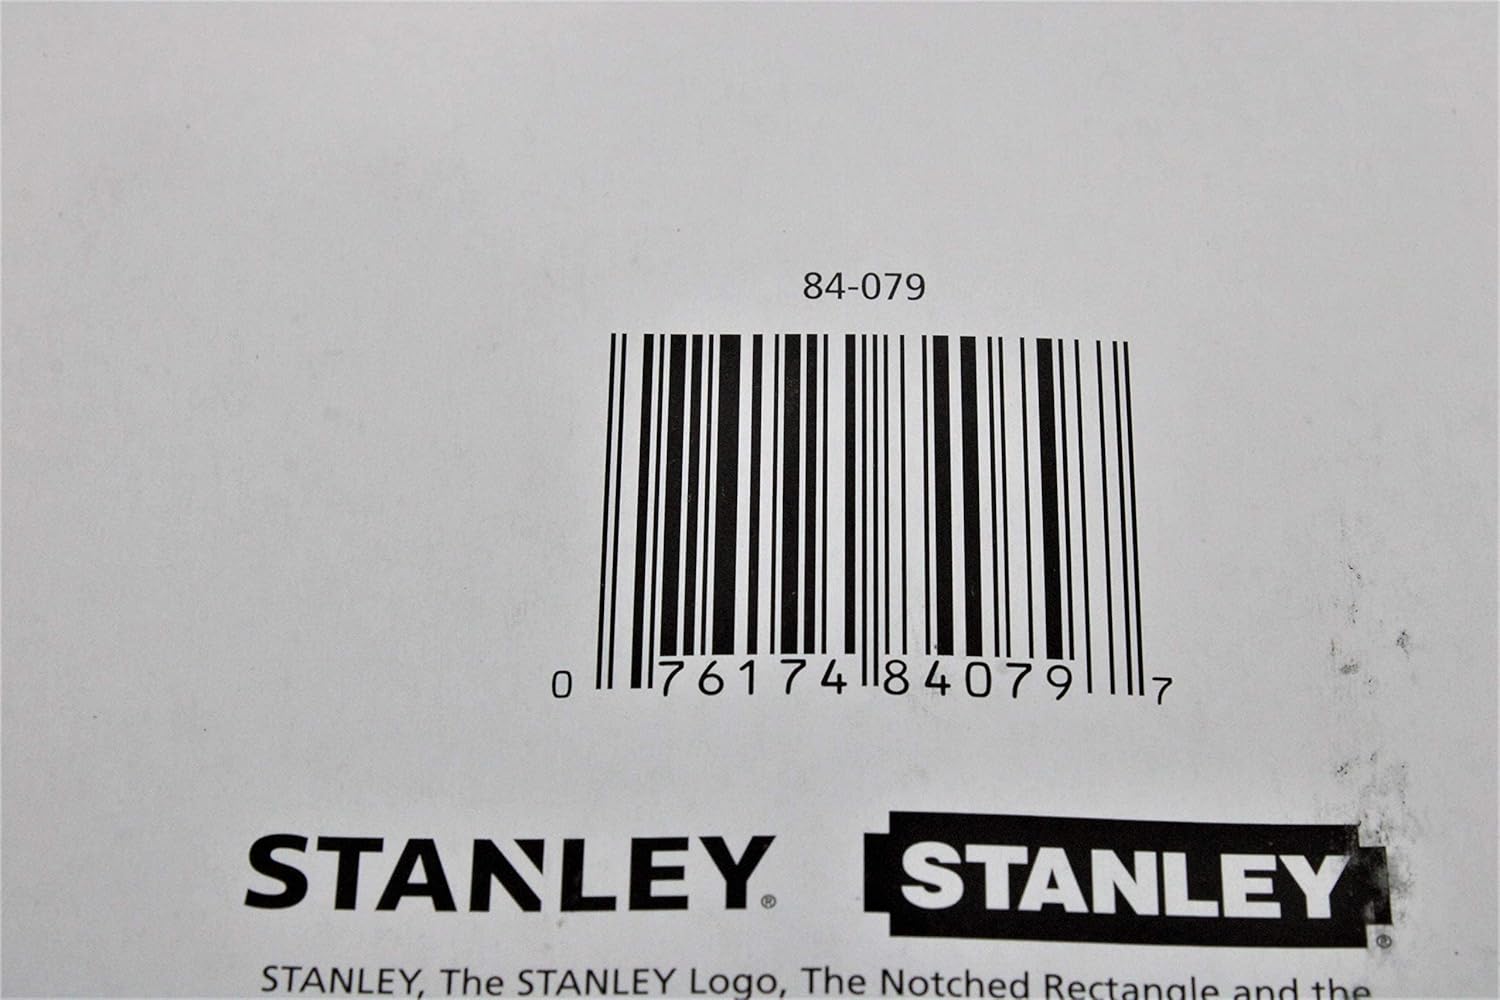 84-079
0 76174 84079 7
STANLEY® STANLEY®
STANLEY, The STANLEY Logo, The Notched Rectangle and the